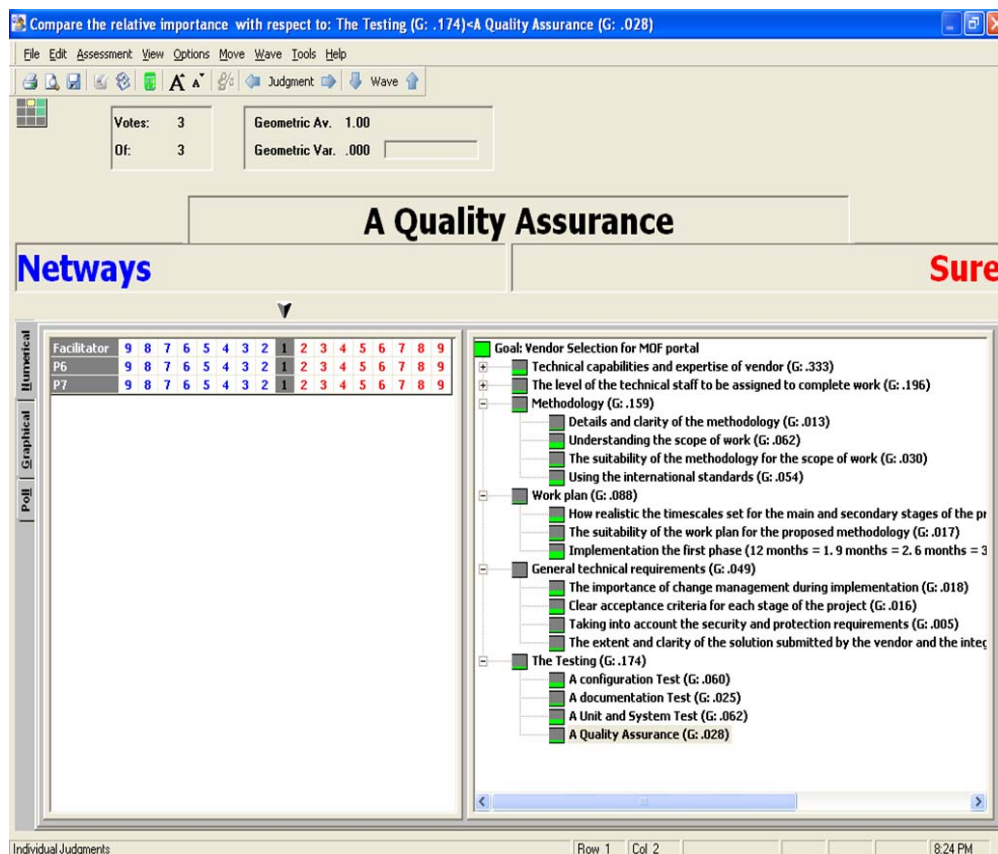 Compare the relative importance with respect to: The Testing (G: .174)<A Quality Assurance (G: .028)
File Edit Assessment View Options Move Wave Tools Help
A A Judgment Wave
Votes: 3 Geometric Av. 1.00
Of: 3 Geometric Var. .000
A Quality Assurance
Netways Sure
Numerical
Graphical
Poll
Facilitator 9 8 7 6 5 4 3 2 1 2 3 4 5 6 7 8 9
P6 9 8 7 6 5 4 3 2 1 2 3 4 5 6 7 8 9
P7 9 8 7 6 5 4 3 2 1 2 3 4 5 6 7 8 9
Goal: Vendor Selection for MOF portal
Technical capabilities and expertise of vendor (G: .333)
The level of the technical staff to be assigned to complete work (G: .196)
Methodology (G: .159)
Details and clarity of the methodology (G: .013)
Understanding the scope of work (G: .062)
The suitability of the methodology for the scope of work (G: .030)
Using the international standards (G: .054)
Work plan (G: .088)
How realistic the timescales set for the main and secondary stages of the pr
The suitability of the work plan for the proposed methodology (G: .017)
Implementation the first phase (12 months = 1. 9 months = 2. 6 months = 3
General technical requirements (G: .049)
The importance of change management during implementation (G: .018)
Clear acceptance criteria for each stage of the project (G: .016)
Taking into account the security and protection requirements (G: .005)
The extent and clarity of the solution submitted by the vendor and the integ
The Testing (G: .174)
A configuration Test (G: .060)
A documentation Test (G: .025)
A Unit and System Test (G: .062)
A Quality Assurance (G: .028)
Individual Judgments Row 1 Col 2 8:24 PM